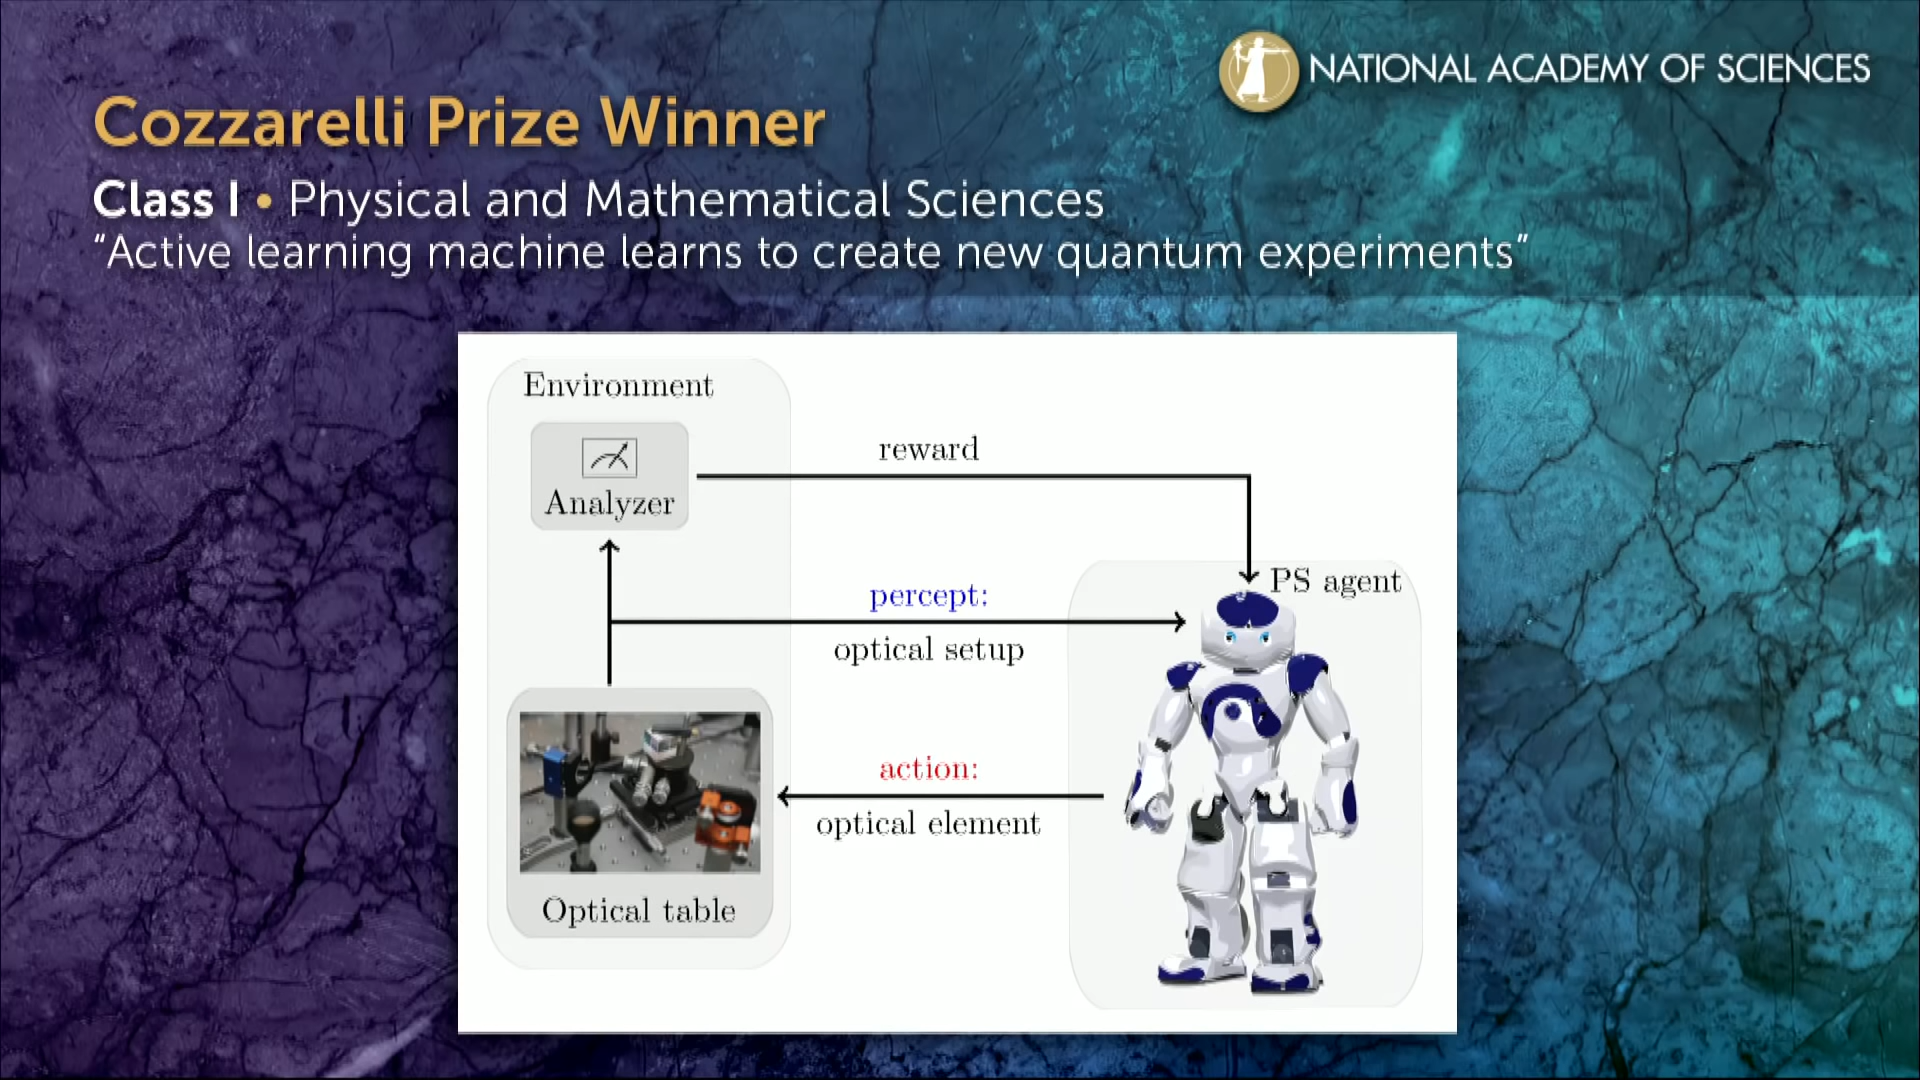 NATIONAL ACADEMY OF SCIENCES
Cozzarelli Prize Winner
Class I • Physical and Mathematical Sciences
“Active learning machine learns to create new quantum experiments”
Environment
Analyzer
reward
PS agent
percept:
optical setup
action:
optical element
Optical table